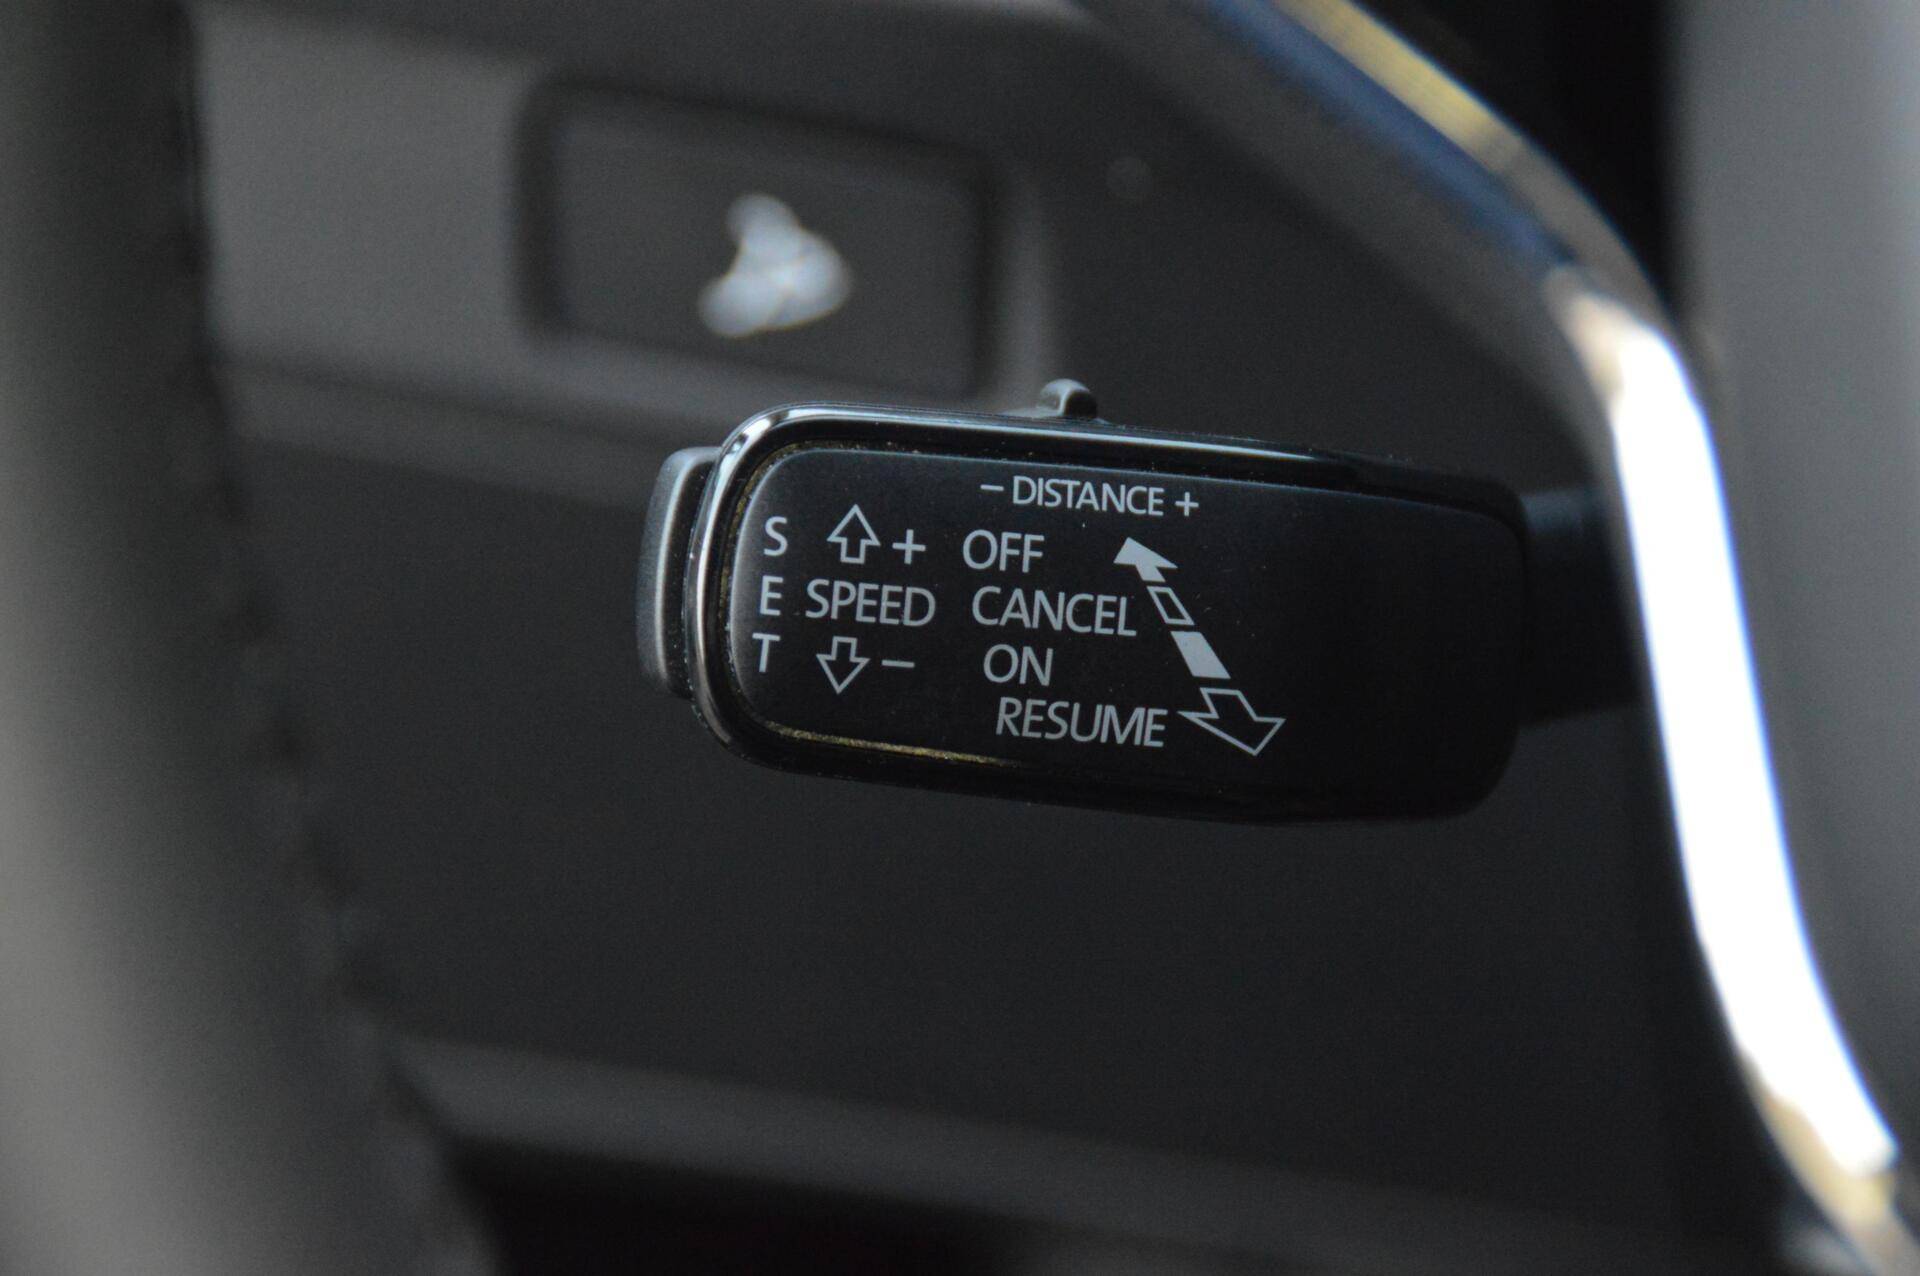 – DISTANCE +
S + OFF
E SPEED CANCEL
T – ON
RESUME